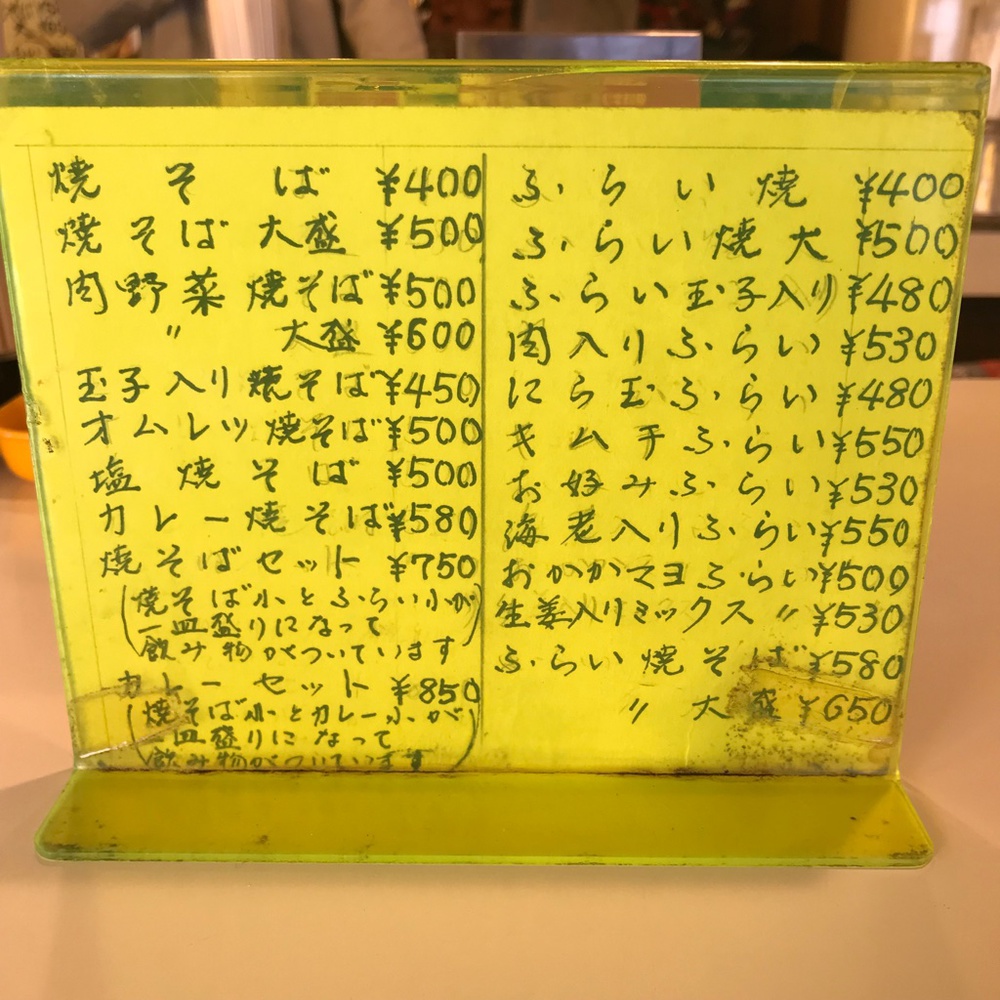 焼そば ¥400
焼そば大盛 ¥500
肉野菜焼そば ¥500
〃 大盛 ¥600
玉子入り焼そば ¥450
オムレツ焼そば ¥500
塩焼そば ¥500
カレー焼そば ¥580
焼そばセット ¥750
(焼そば小とふらい小が
一皿盛りになって
飲み物がついています)
カレーセット ¥850
(焼そば小とカレー小が
一皿盛りになって
飲み物がついています)
ふらい焼 ¥400
ふらい焼大 ¥500
ふらい玉子入り ¥480
肉入りふらい ¥530
にら玉ふらい ¥480
キムチふらい ¥550
お好みふらい ¥530
海老入りふらい ¥550
おかかマヨふらい ¥500
生姜入りミックス〃 ¥530
ふらい焼そば ¥580
〃 大盛 ¥650